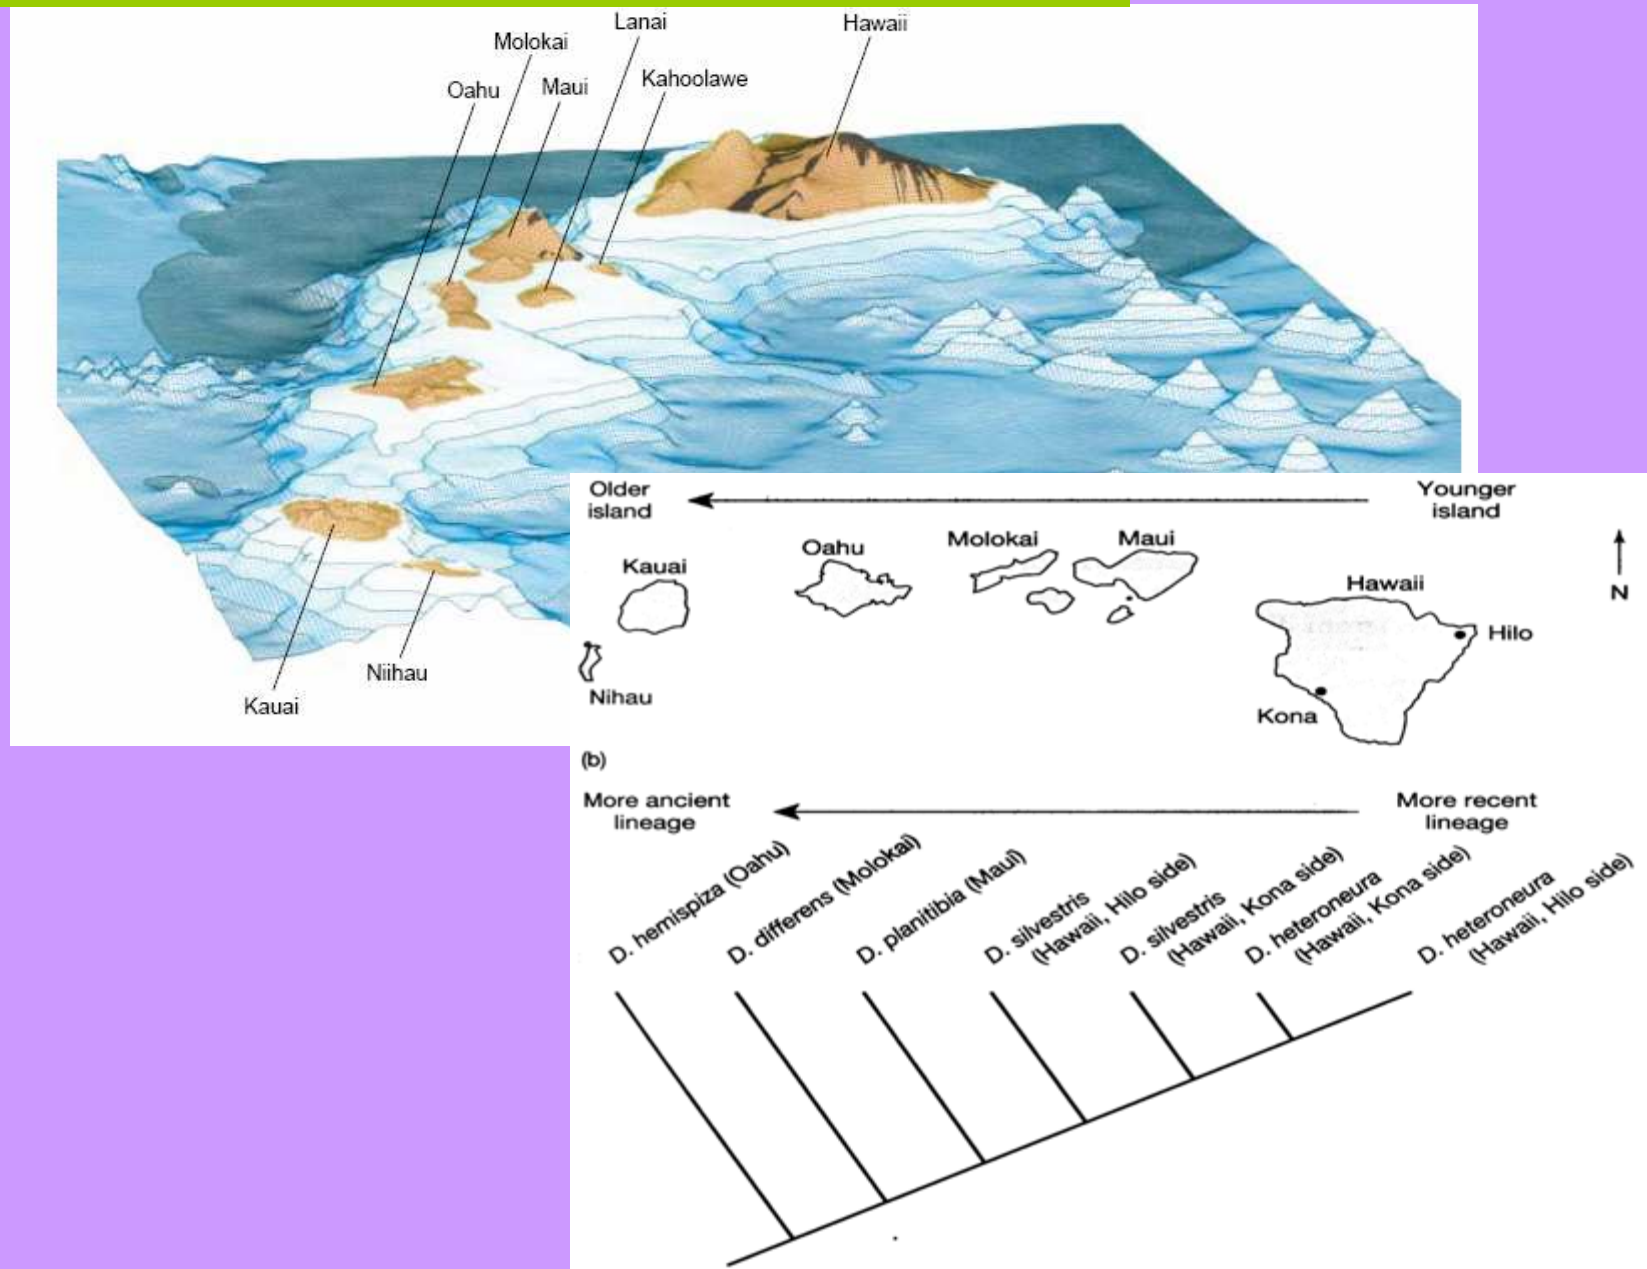 Lanai
Hawaii
Molokai
Kahoolawe
Oahu
Maui
Niihau
Kauai
Older
island
Younger
island
Molokai
Maui
Oahu
Kauai
Hawaii
N
Hilo
Nihau
Kona
(b)
More ancient
lineage
More recent
lineage
D. hemispiza (Oahu)
D. differens (Molokai)
D. planitibia (Maui)
D. silvestris
(Hawaii, Hilo side)
D. silvestris
(Hawaii, Kona side)
D. heteroneura
(Hawaii, Kona side)
D. heteroneura
(Hawaii, Hilo side)